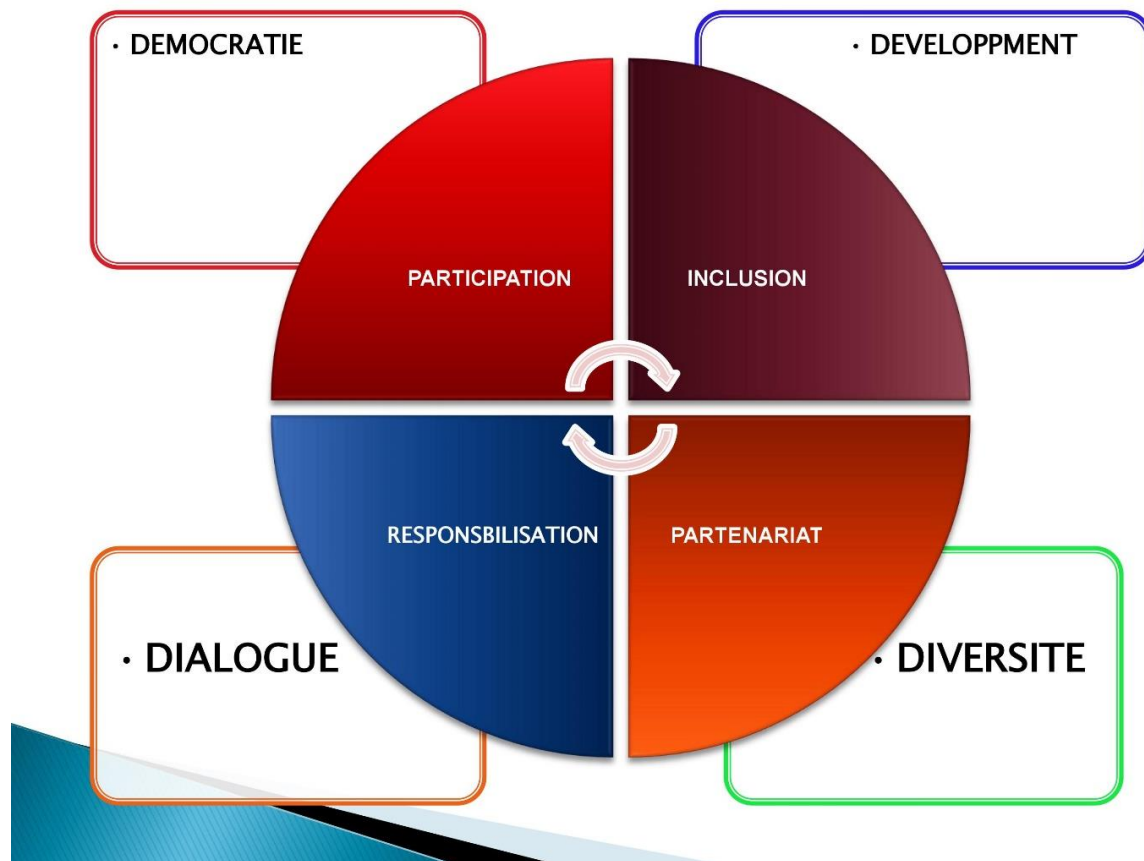 · DEMOCRATIE
· DEVELOPPMENT
PARTICIPATION
INCLUSION
RESPONSBILISATION
PARTENARIAT
· DIALOGUE
· DIVERSITE